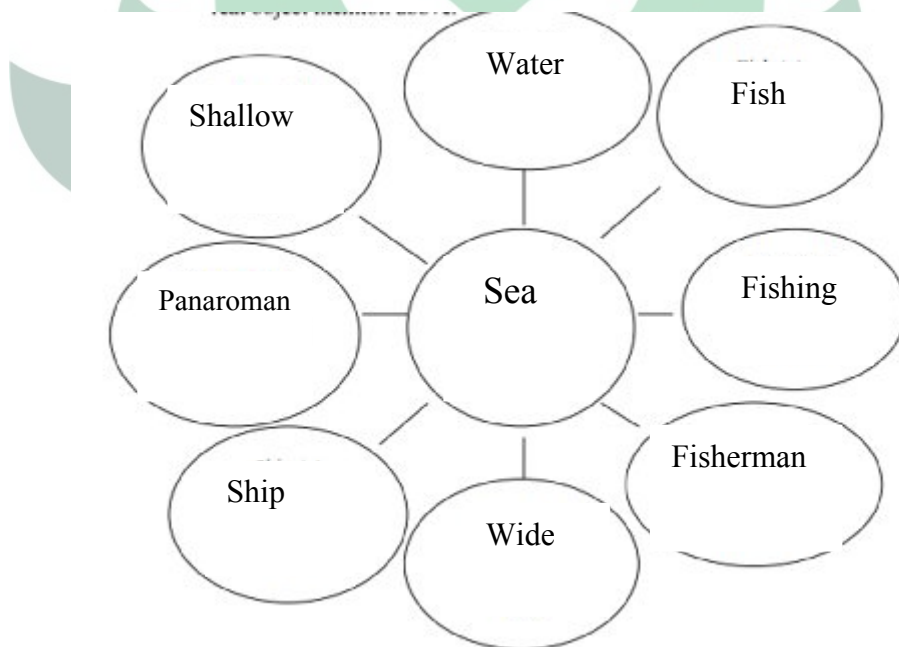 Water
Fish
Shallow
Sea
Fishing
Panaroman
Fisherman
Ship
Wide